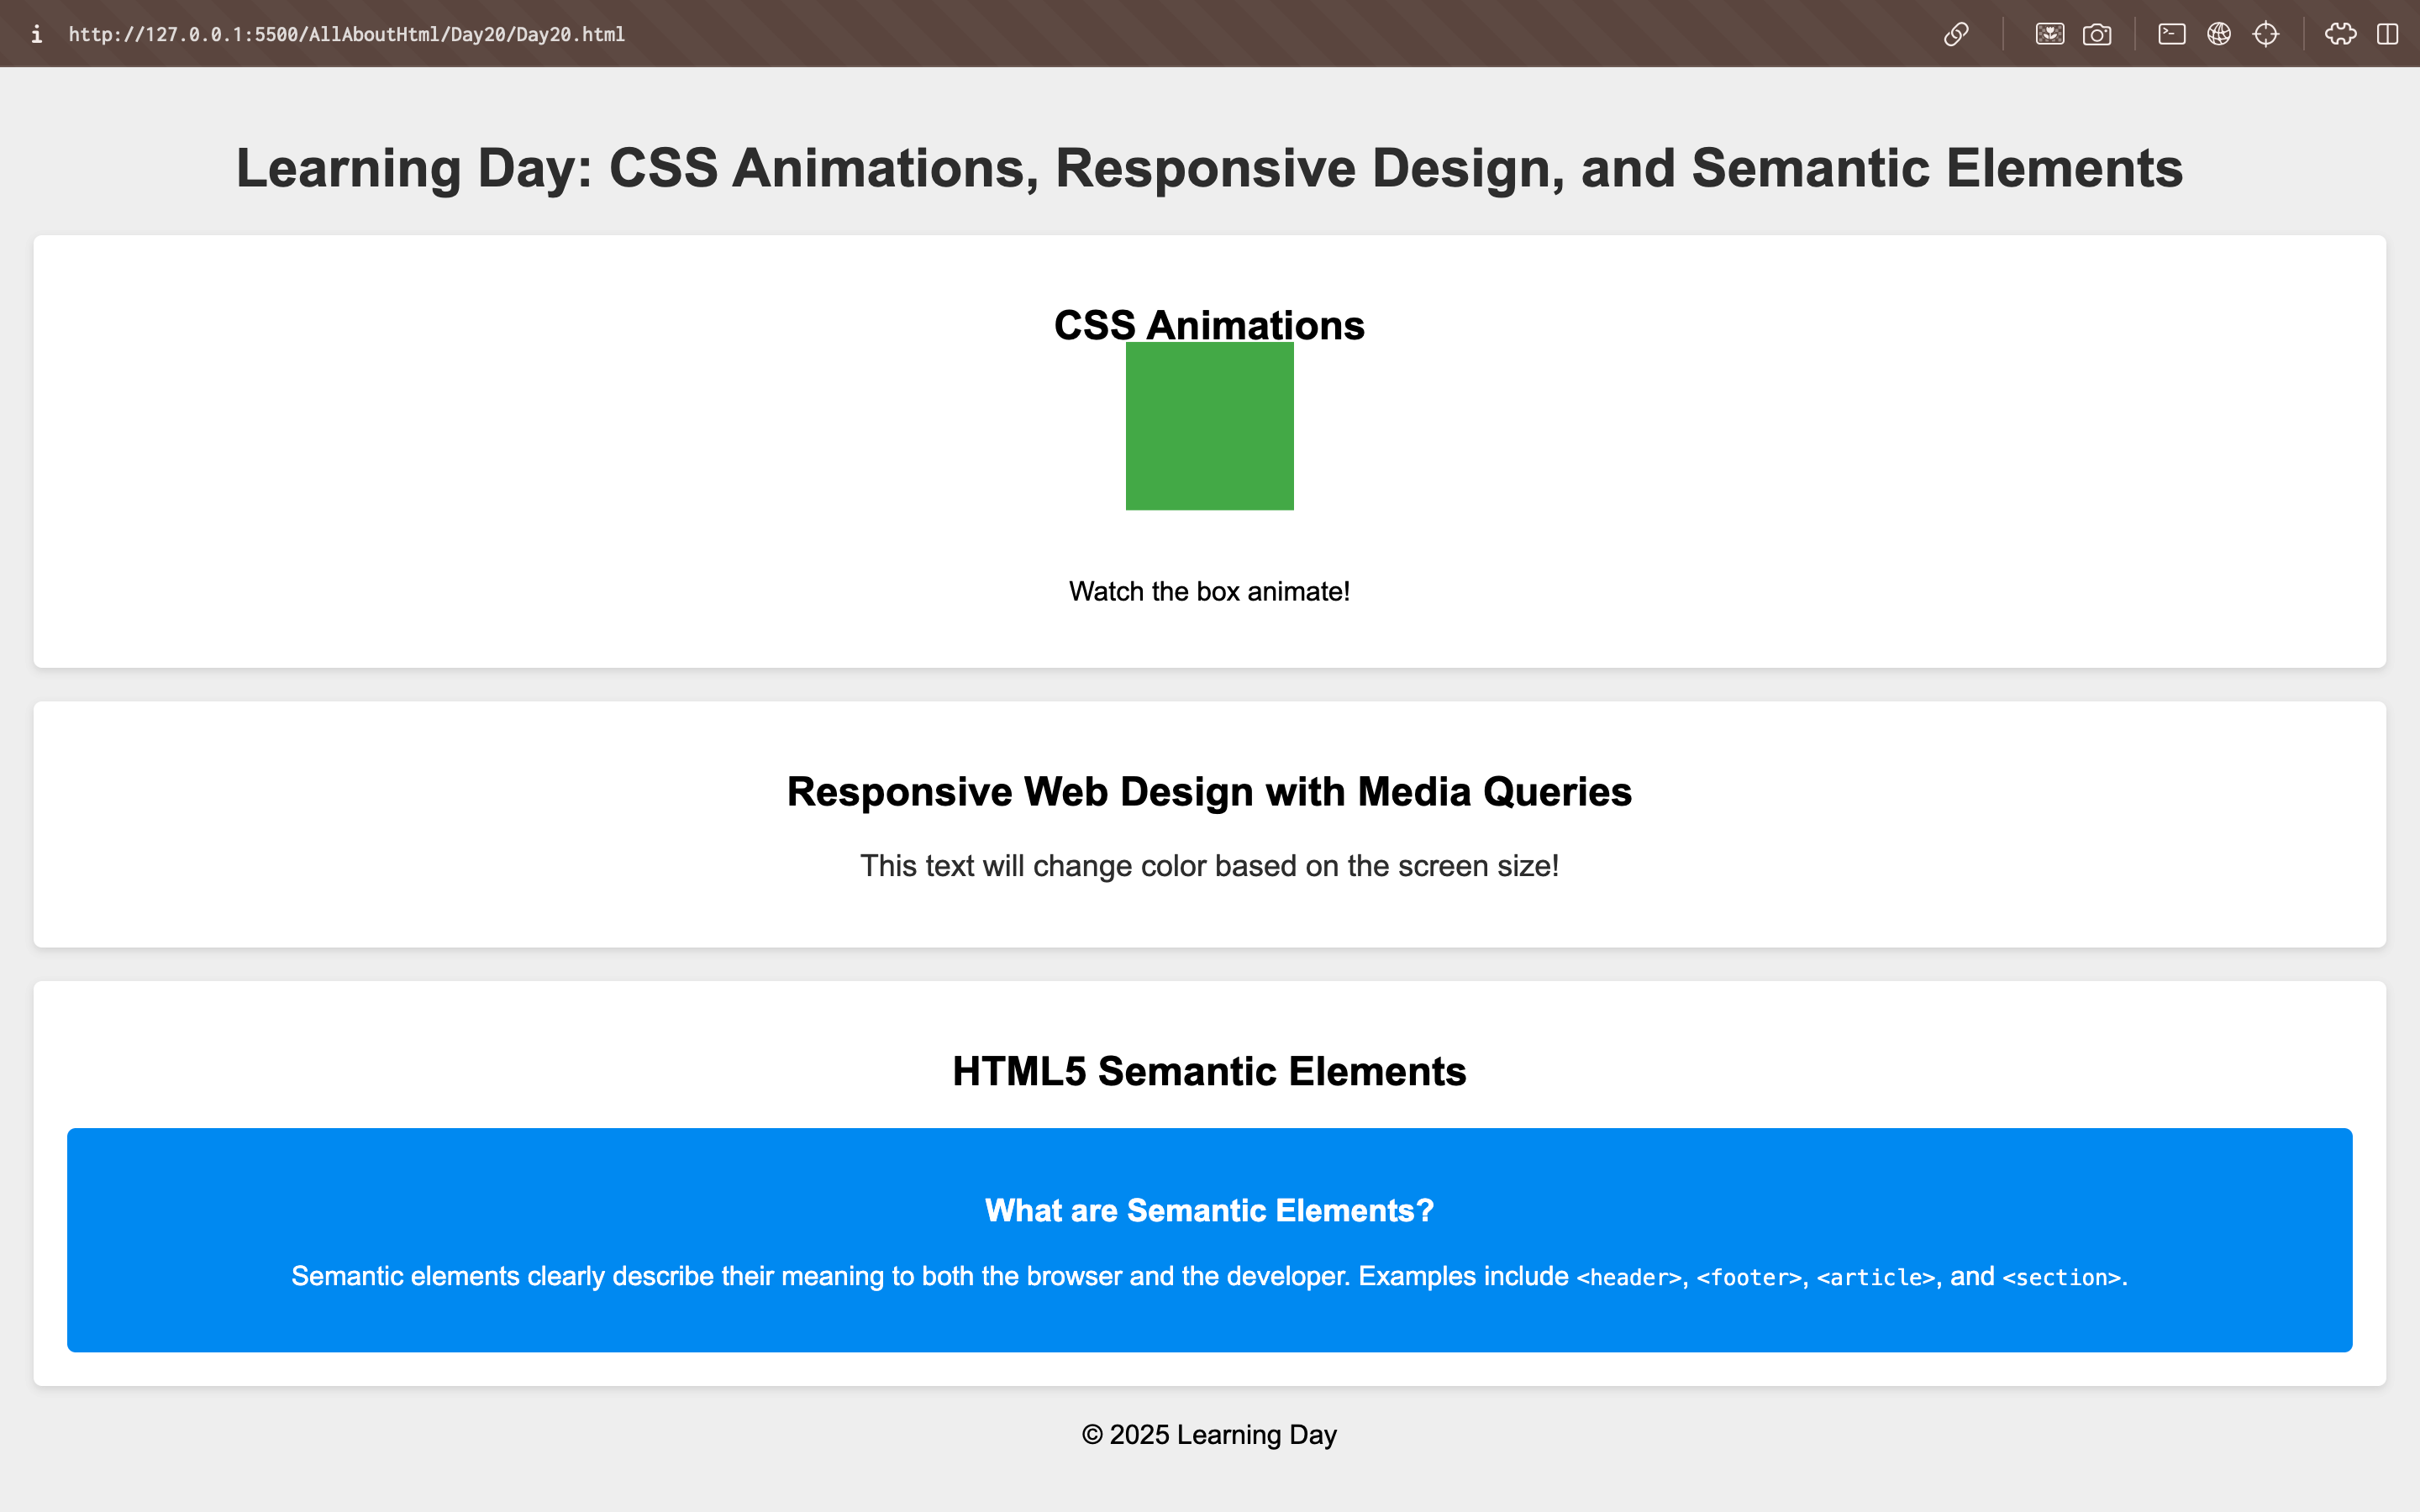 http://127.0.0.1:5500/AllAboutHtml/Day20/Day20.html
Learning Day: CSS Animations, Responsive Design, and Semantic Elements
CSS Animations
Watch the box animate!
Responsive Web Design with Media Queries
This text will change color based on the screen size!
HTML5 Semantic Elements
What are Semantic Elements?
Semantic elements clearly describe their meaning to both the browser and the developer. Examples include <header>, <footer>, <article>, and <section>.
© 2025 Learning Day